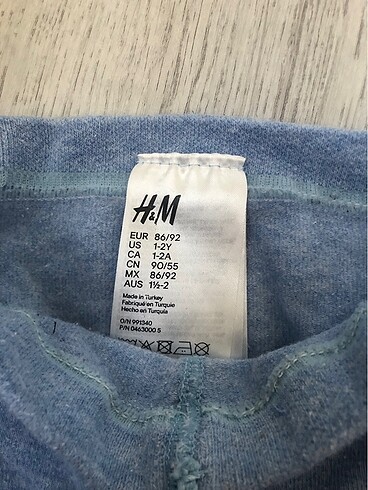 H&M
EUR 86/92
US 1-2Y
CA 1-2A
CN 90/55
MX 86/92
AUS 1½-2
Made in Turkey
Fabriqué en Turquie
Hecho en Turquía
O/N 991340
P/N 0463000 5